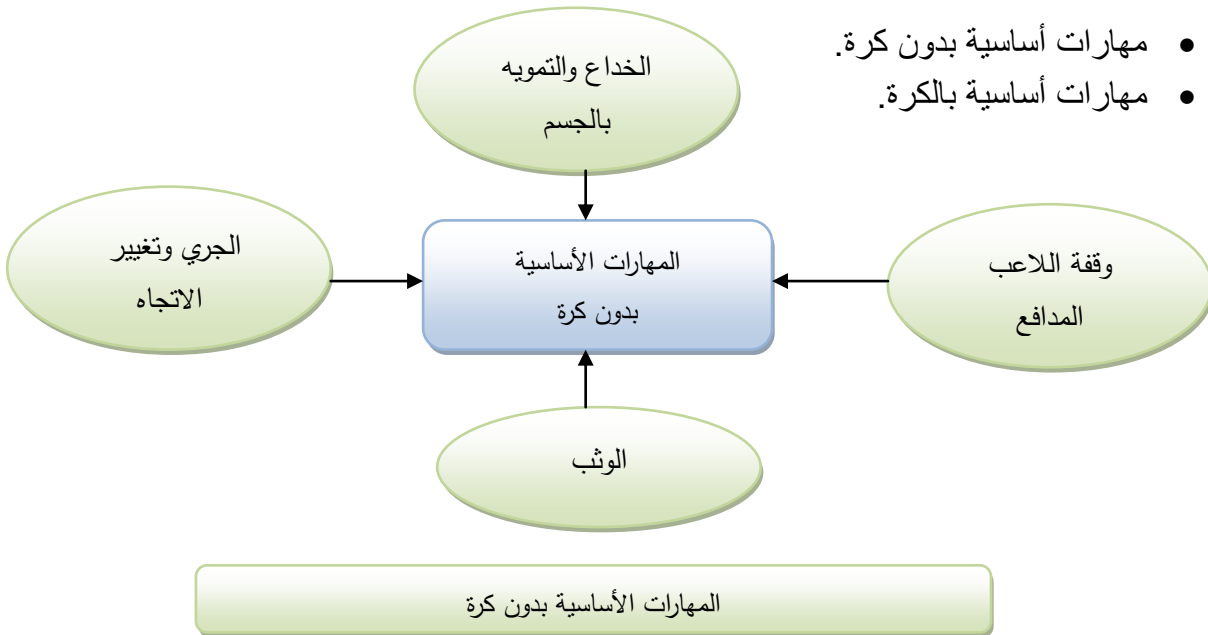 مهارات أساسية بدون كرة.
مهارات أساسية بالكرة.
الخداع والتمويه
بالجسم
وقفة اللاعب
المدافع
المهارات الأساسية
بدون كرة
الجري وتغيير
الاتجاه
الوثب
المهارات الأساسية بدون كرة